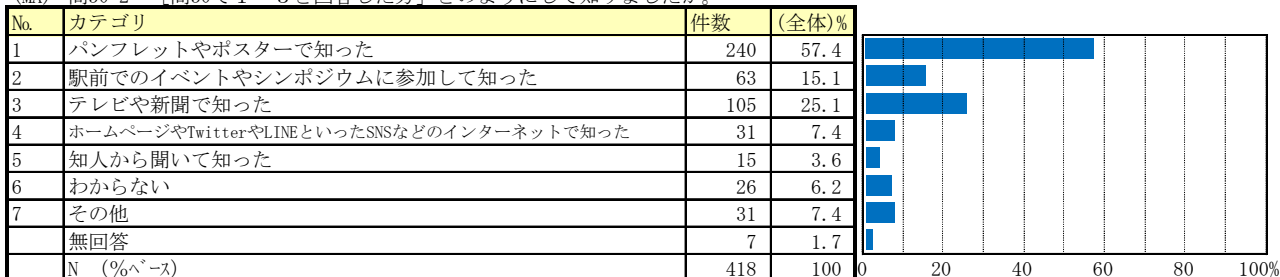 No. カテゴリ 件数 (全体)%
1 パンフレットやポスターで知った 240 57.4
2 駅前でのイベントやシンポジウムに参加して知った 63 15.1
3 テレビや新聞で知った 105 25.1
4 ホームページやTwitterやLINEといったSNSなどのインターネットで知った 31 7.4
5 知人から聞いて知った 15 3.6
6 わからない 26 6.2
7 その他 31 7.4
無回答 7 1.7
N (%ﾍﾞｰｽ) 418 100 0 20 40 60 80 100%